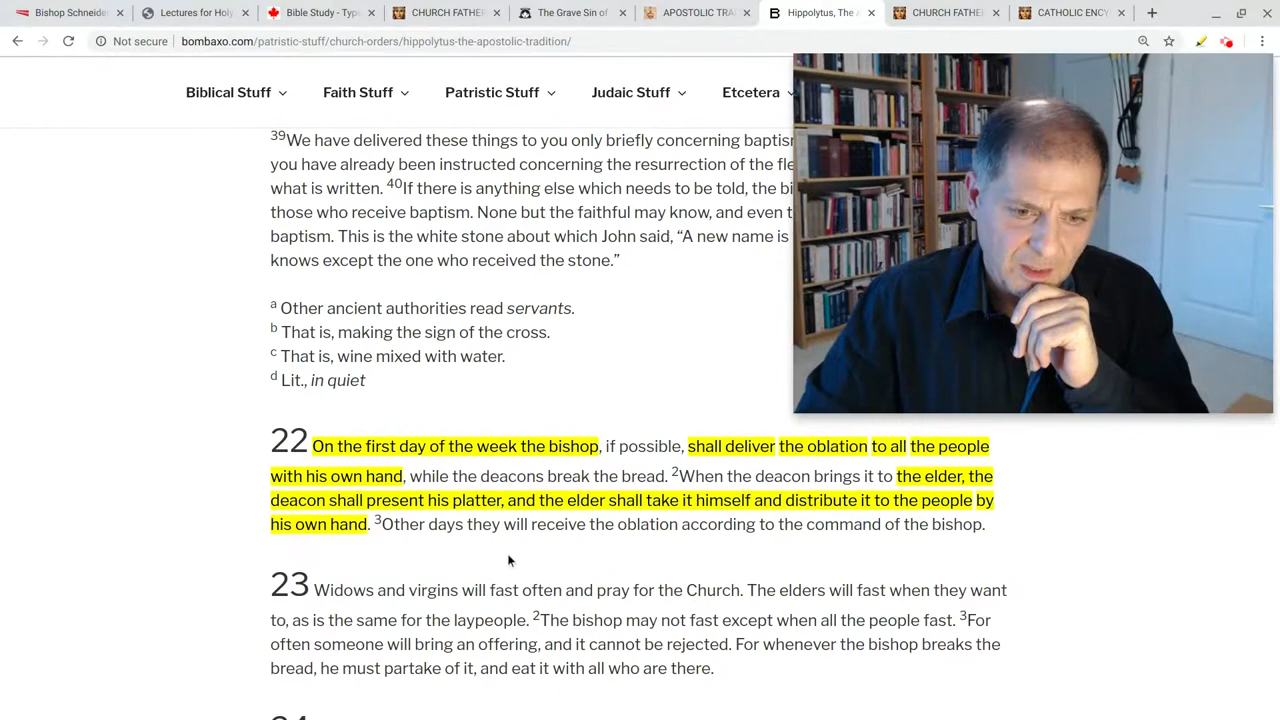 Bishop Schneide
Lectures for Holy
Bible Study - Typ
CHURCH FATHE
The Grave Sin of
APOSTOLIC TRA
Hippolytus, The A
CHURCH FATHE
CATHOLIC ENCY
Not secure | bombaxo.com/patristic-stuff/church-orders/hippolytus-the-apostolic-tradition/
Biblical Stuff Faith Stuff Patristic Stuff Judaic Stuff Etcetera
39We have delivered these things to you only briefly concerning baptis
you have already been instructed concerning the resurrection of the fle
what is written. 40If there is anything else which needs to be told, the bi
those who receive baptism. None but the faithful may know, and even t
baptism. This is the white stone about which John said, “A new name is
knows except the one who received the stone.”
a Other ancient authorities read servants.
b That is, making the sign of the cross.
c That is, wine mixed with water.
d Lit., in quiet
22 On the first day of the week the bishop, if possible, shall deliver the oblation to all the people
with his own hand, while the deacons break the bread. 2When the deacon brings it to the elder, the
deacon shall present his platter, and the elder shall take it himself and distribute it to the people by
his own hand. 3Other days they will receive the oblation according to the command of the bishop.
23 Widows and virgins will fast often and pray for the Church. The elders will fast when they want
to, as is the same for the laypeople. 2The bishop may not fast except when all the people fast. 3For
often someone will bring an offering, and it cannot be rejected. For whenever the bishop breaks the
bread, he must partake of it, and eat it with all who are there.